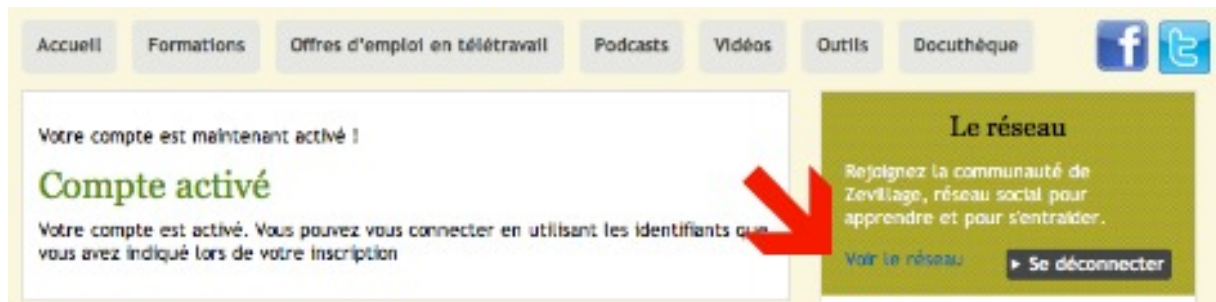 Accueil Formations Offres d'emploi en télétravail Podcasts Vidéos Outils Docuthèque
Votre compte est maintenant activé !
Compte activé
Votre compte est activé. Vous pouvez vous connecter en utilisant les identifiants que
vous avez indiqué lors de votre inscription
Le réseau
Rejoignez la communauté de
Zevillage, réseau social pour
apprendre et pour s'entraider.
Voir le réseau Se déconnecter